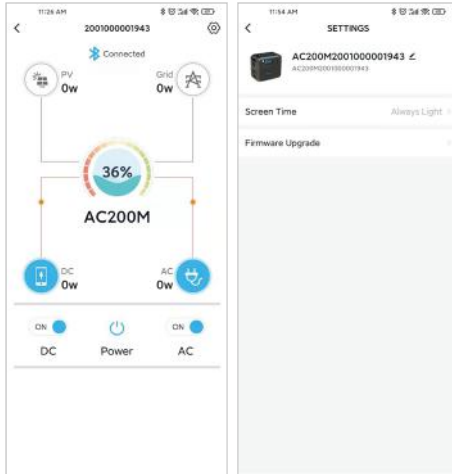 11:26 AM
2001000001943
Connected
PV
0w
Grid
0w
36%
AC200M
DC
0w
AC
0w
ON
ON
DC
Power
AC
11:54 AM
SETTINGS
AC200M2001000001943
AC200M2001000001943
Screen Time
Always Light
Firmware Upgrade